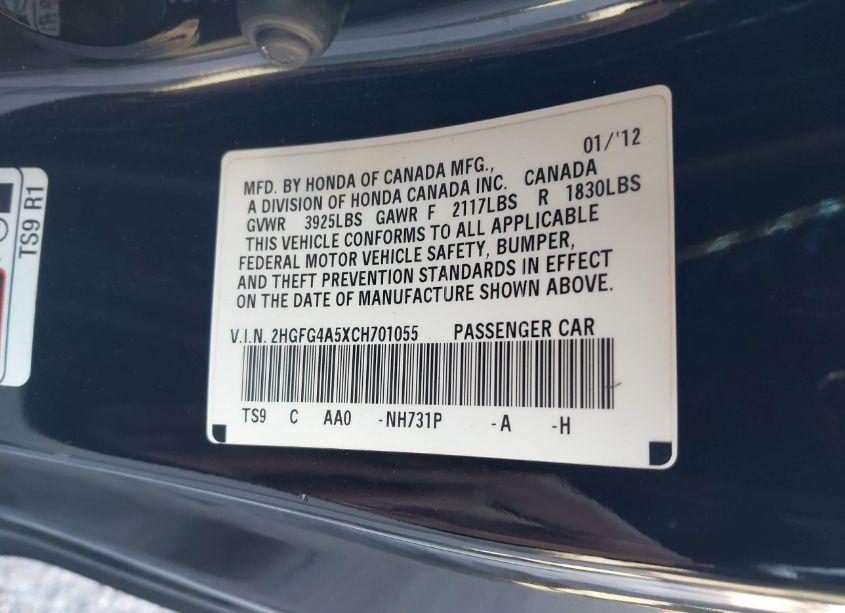 01/'12
MFD. BY HONDA OF CANADA MFG.,
A DIVISION OF HONDA CANADA INC. CANADA
GVWR 3925LBS GAWR F 2117LBS R 1830LBS
THIS VEHICLE CONFORMS TO ALL APPLICABLE
FEDERAL MOTOR VEHICLE SAFETY, BUMPER,
AND THEFT PREVENTION STANDARDS IN EFFECT
ON THE DATE OF MANUFACTURE SHOWN ABOVE.
V.I.N. 2HGFG4A5XCH701055 PASSENGER CAR
TS9 C AA0 -NH731P -A -H
TS9 R1